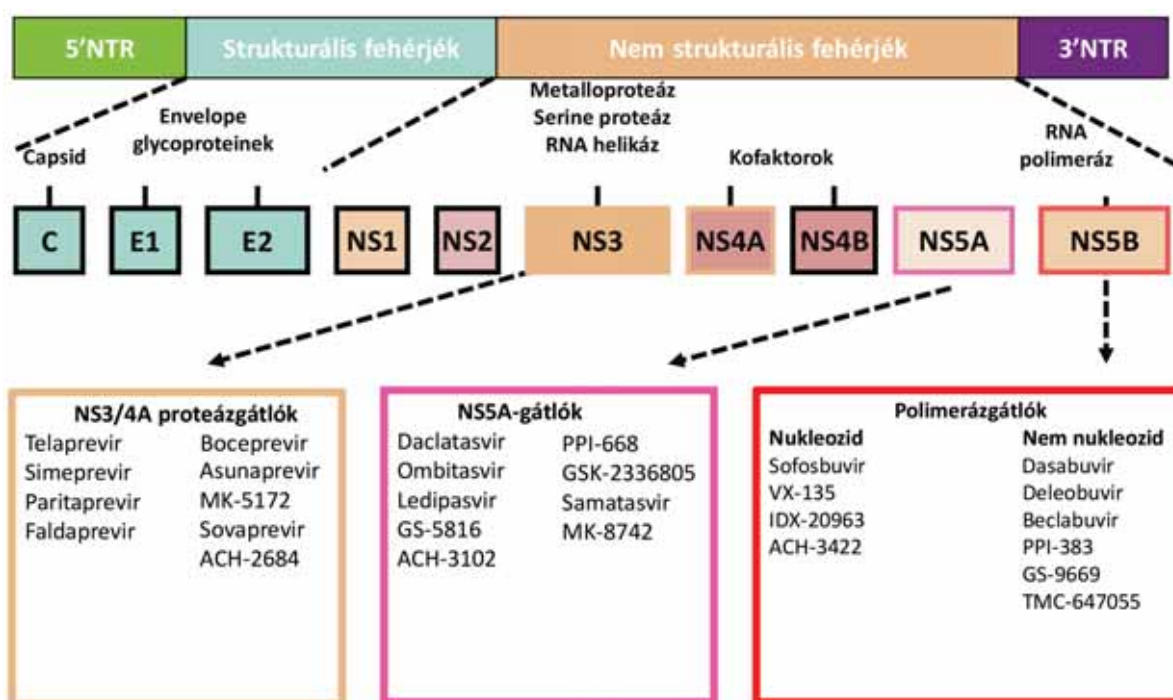 5'NTR
Strukturális fehérjék
Nem strukturális fehérjék
3'NTR
Capsid
Envelope
glycoproteinek
Metalloproteáz
Serine proteáz
RNA helikáz
Kofaktorok
RNA
polimeráz
C
E1
E2
NS1
NS2
NS3
NS4A
NS4B
NS5A
NS5B
NS3/4A proteázgátlók
Telaprevir
Simeprevir
Paritaprevir
Faldaprevir
Boceprevir
Asunaprevir
MK-5172
Sovaprevir
ACH-2684
NS5A-gátlók
Daclatasvir
Ombitasvir
Ledipasvir
GS-5816
ACH-3102
PPI-668
GSK-2336805
Samatasvir
MK-8742
Polimerázgátlók
Nukleozid
Sofosbuvir
VX-135
IDX-20963
ACH-3422
Nem nukleozid
Dasabuvir
Deleobuvir
Beclabuvir
PPI-383
GS-9669
TMC-647055